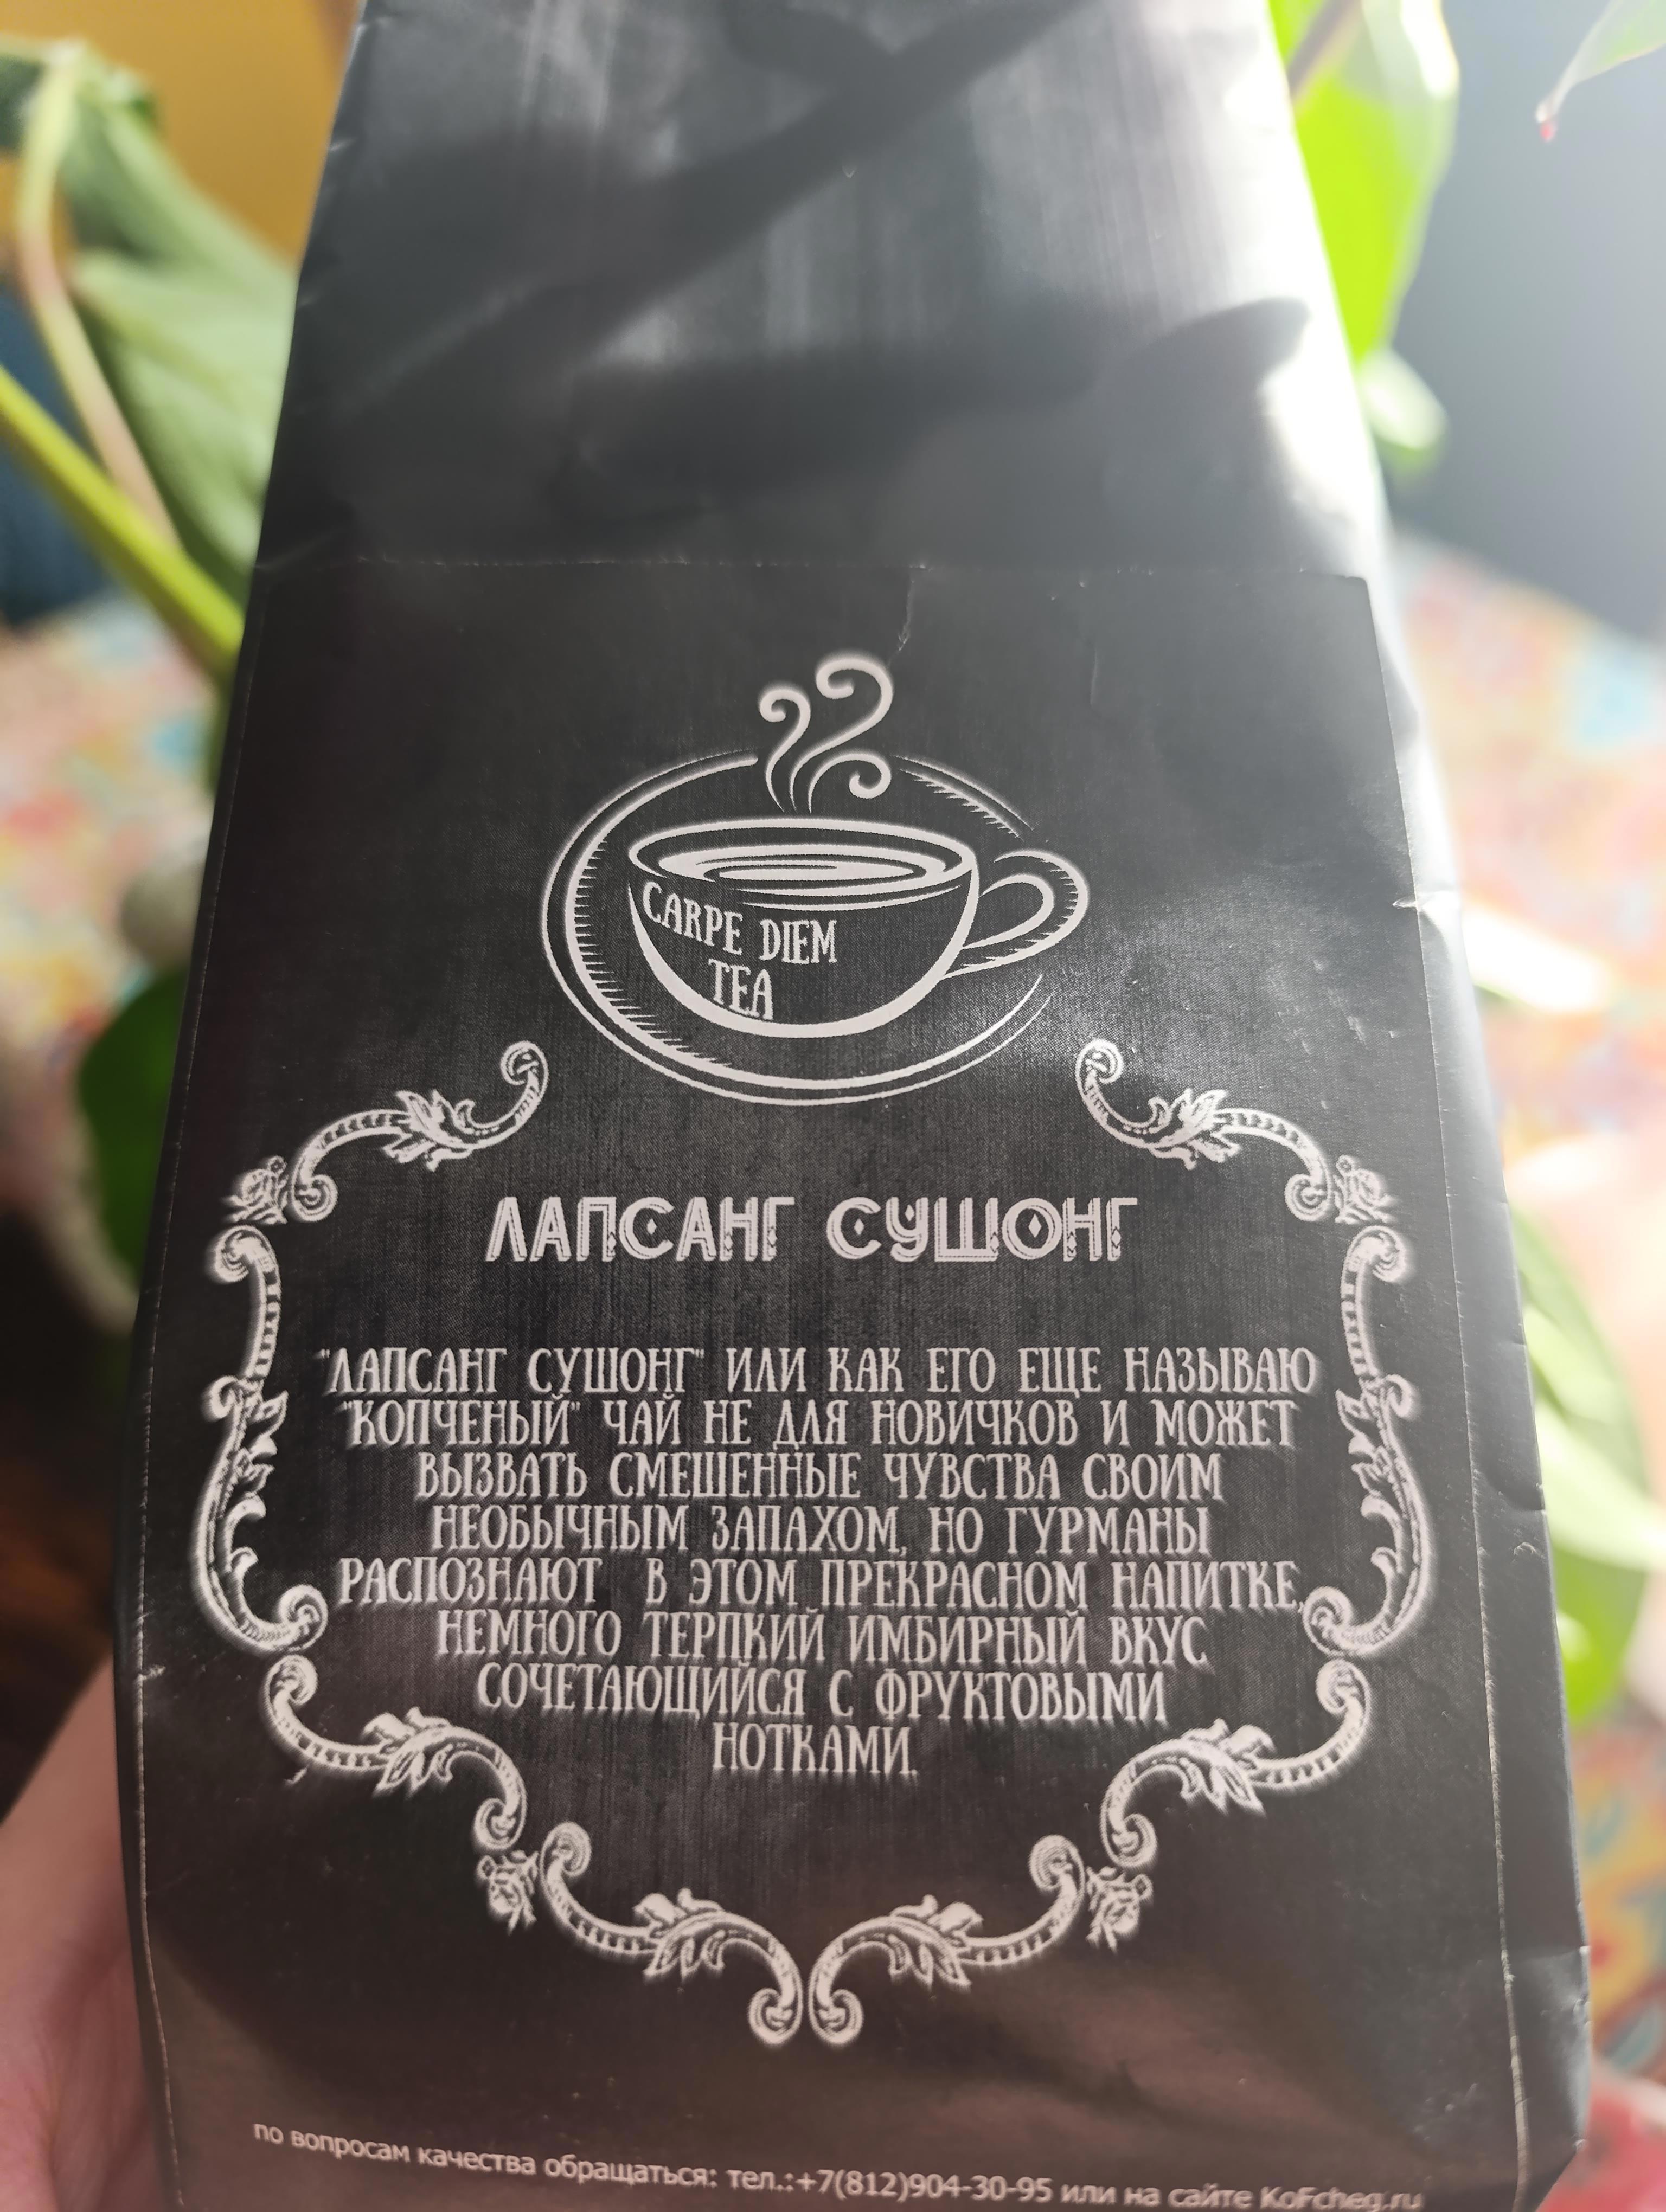 CARPE DIEM
TEA
ЛАПСАНГ СУШОНГ
"ЛАПСАНГ СУШОНГ" ИЛИ КАК ЕГО ЕЩЕ НАЗЫВАЮ
"КОПЧЕНЫЙ" ЧАЙ НЕ ДЛЯ НОВИЧКОВ И МОЖЕТ
ВЫЗВАТЬ СМЕШЕННЫЕ ЧУВСТВА СВОИМ
НЕОБЫЧНЫМ ЗАПАХОМ, НО ГУРМАНЫ
РАСПОЗНАЮТ В ЭТОМ ПРЕКРАСНОМ НАПИТКЕ,
НЕМНОГО ТЕРПКИЙ ИМБИРНЫЙ ВКУС
СОЧЕТАЮЩИЙСЯ С ФРУКТОВЫМИ
НОТКАМИ.
по вопросам качества обращаться: тел.:+7(812)904-30-95 или на сайте KoFcheg.ru